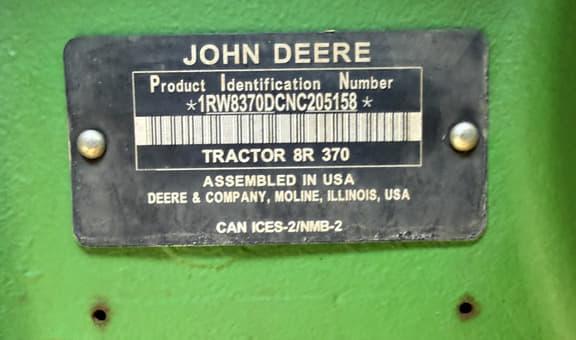 JOHN DEERE
Product Identification Number
*1RW8370DCNC205158*
TRACTOR 8R 370
ASSEMBLED IN USA
DEERE & COMPANY, MOLINE, ILLINOIS, USA
CAN ICES-2/NMB-2